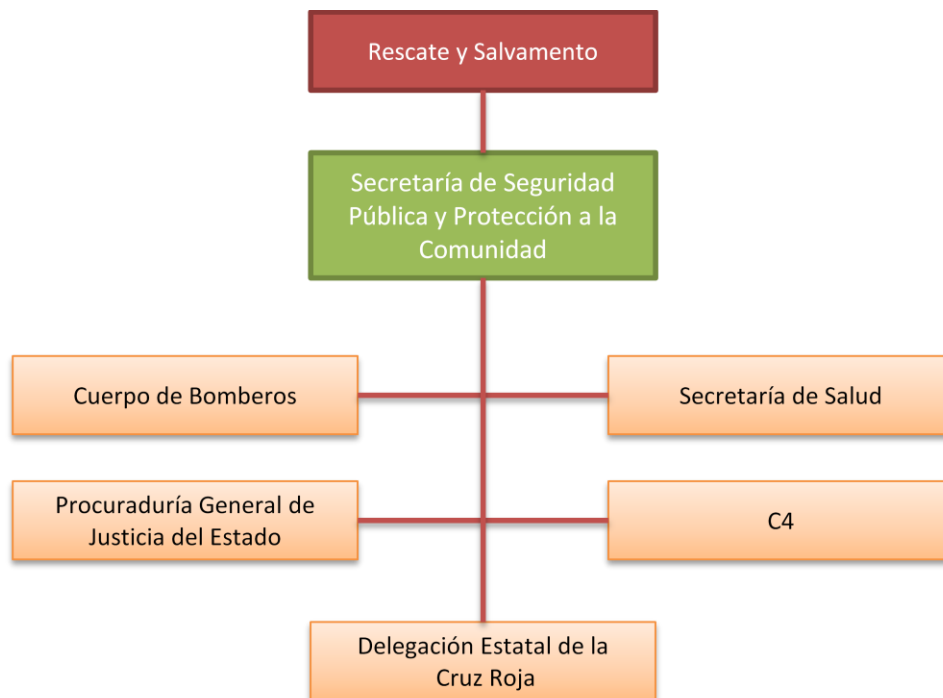 Rescate y Salvamento
Secretaría de Seguridad
Pública y Protección a la
Comunidad
Cuerpo de Bomberos
Secretaría de Salud
Procuraduría General de
Justicia del Estado
C4
Delegación Estatal de la
Cruz Roja